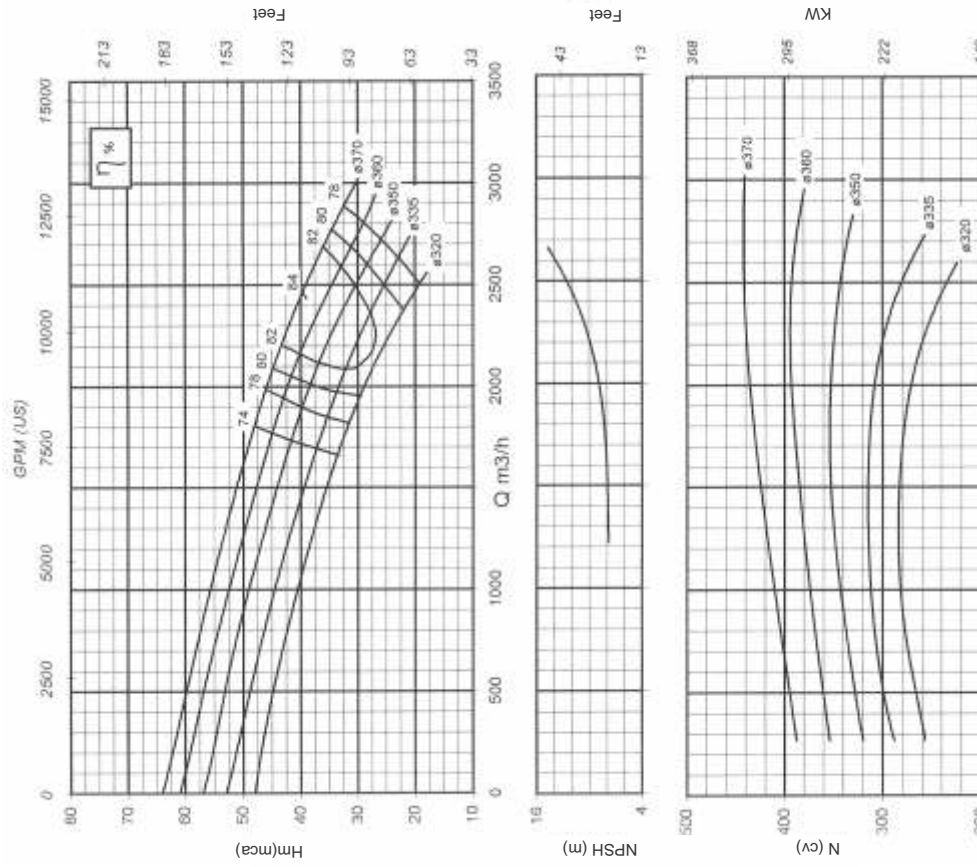 GPM (US)
0 2500 5000 7500 10000 12500 15000
Hm(mca)
80
70
60
50
40
30
20
10
η %
74 78 80 82 84 82 80 78
ø370
ø360
ø350
ø335
ø320
Feet
213
183
153
123
93
63
33
0 500 1000 Q m3/h 2000 2500 3000 3500
NPSH (m)
16
4
Feet
43
13
N (cv)
500
400
300
ø370
ø360
ø350
ø335
ø320
KW
368
295
222